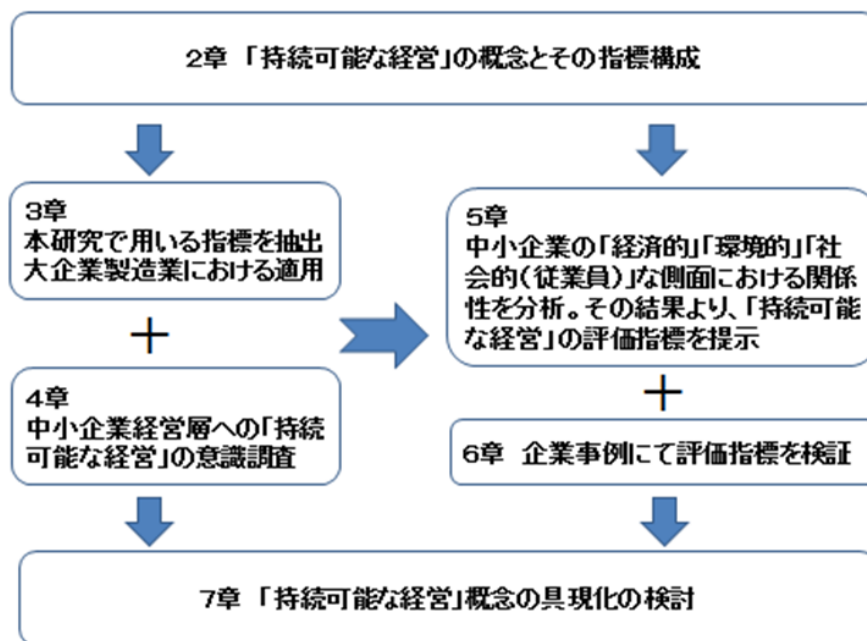 2章 「持続可能な経営」の概念とその指標構成
3章
本研究で用いる指標を抽出
大企業製造業における適用
+
4章
中小企業経営層への「持続
可能な経営」の意識調査
5章
中小企業の「経済的」「環境的」「社
会的(従業員)」な側面における関係
性を分析。その結果より、「持続可能
な経営」の評価指標を提示
+
6章 企業事例にて評価指標を検証
7章 「持続可能な経営」概念の具現化の検討